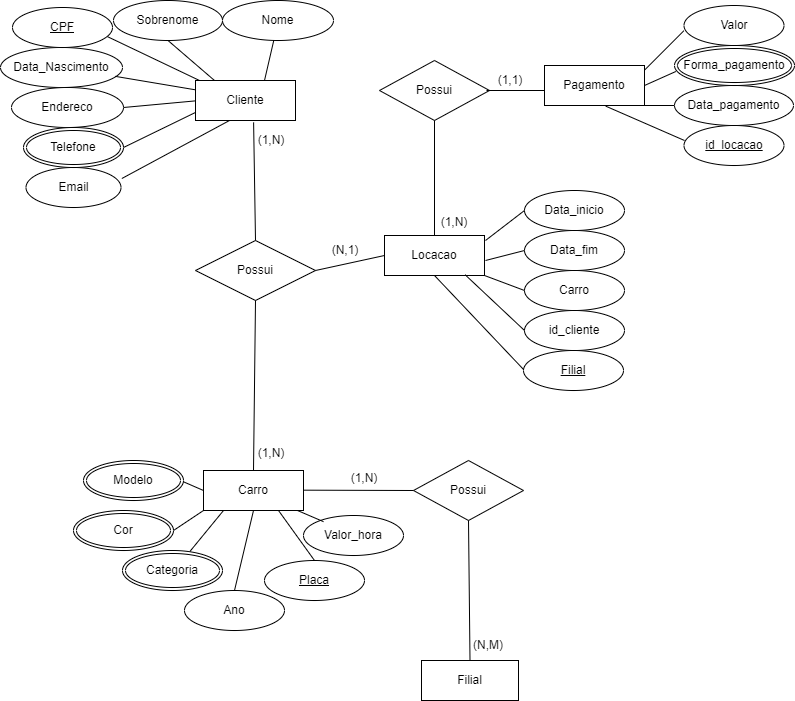 CPF
Sobrenome
Nome
Data_Nascimento
Cliente
Endereco
Telefone
Email
(1,N)
Possui
(1,1)
Pagamento
Valor
Forma_pagamento
Data_pagamento
id_locacao
(1,N)
Possui
(N,1)
Locacao
Data_inicio
Data_fim
Carro
id_cliente
Filial
(1,N)
Modelo
Carro
(1,N)
Possui
Cor
Valor_hora
Categoria
Placa
Ano
(N,M)
Filial